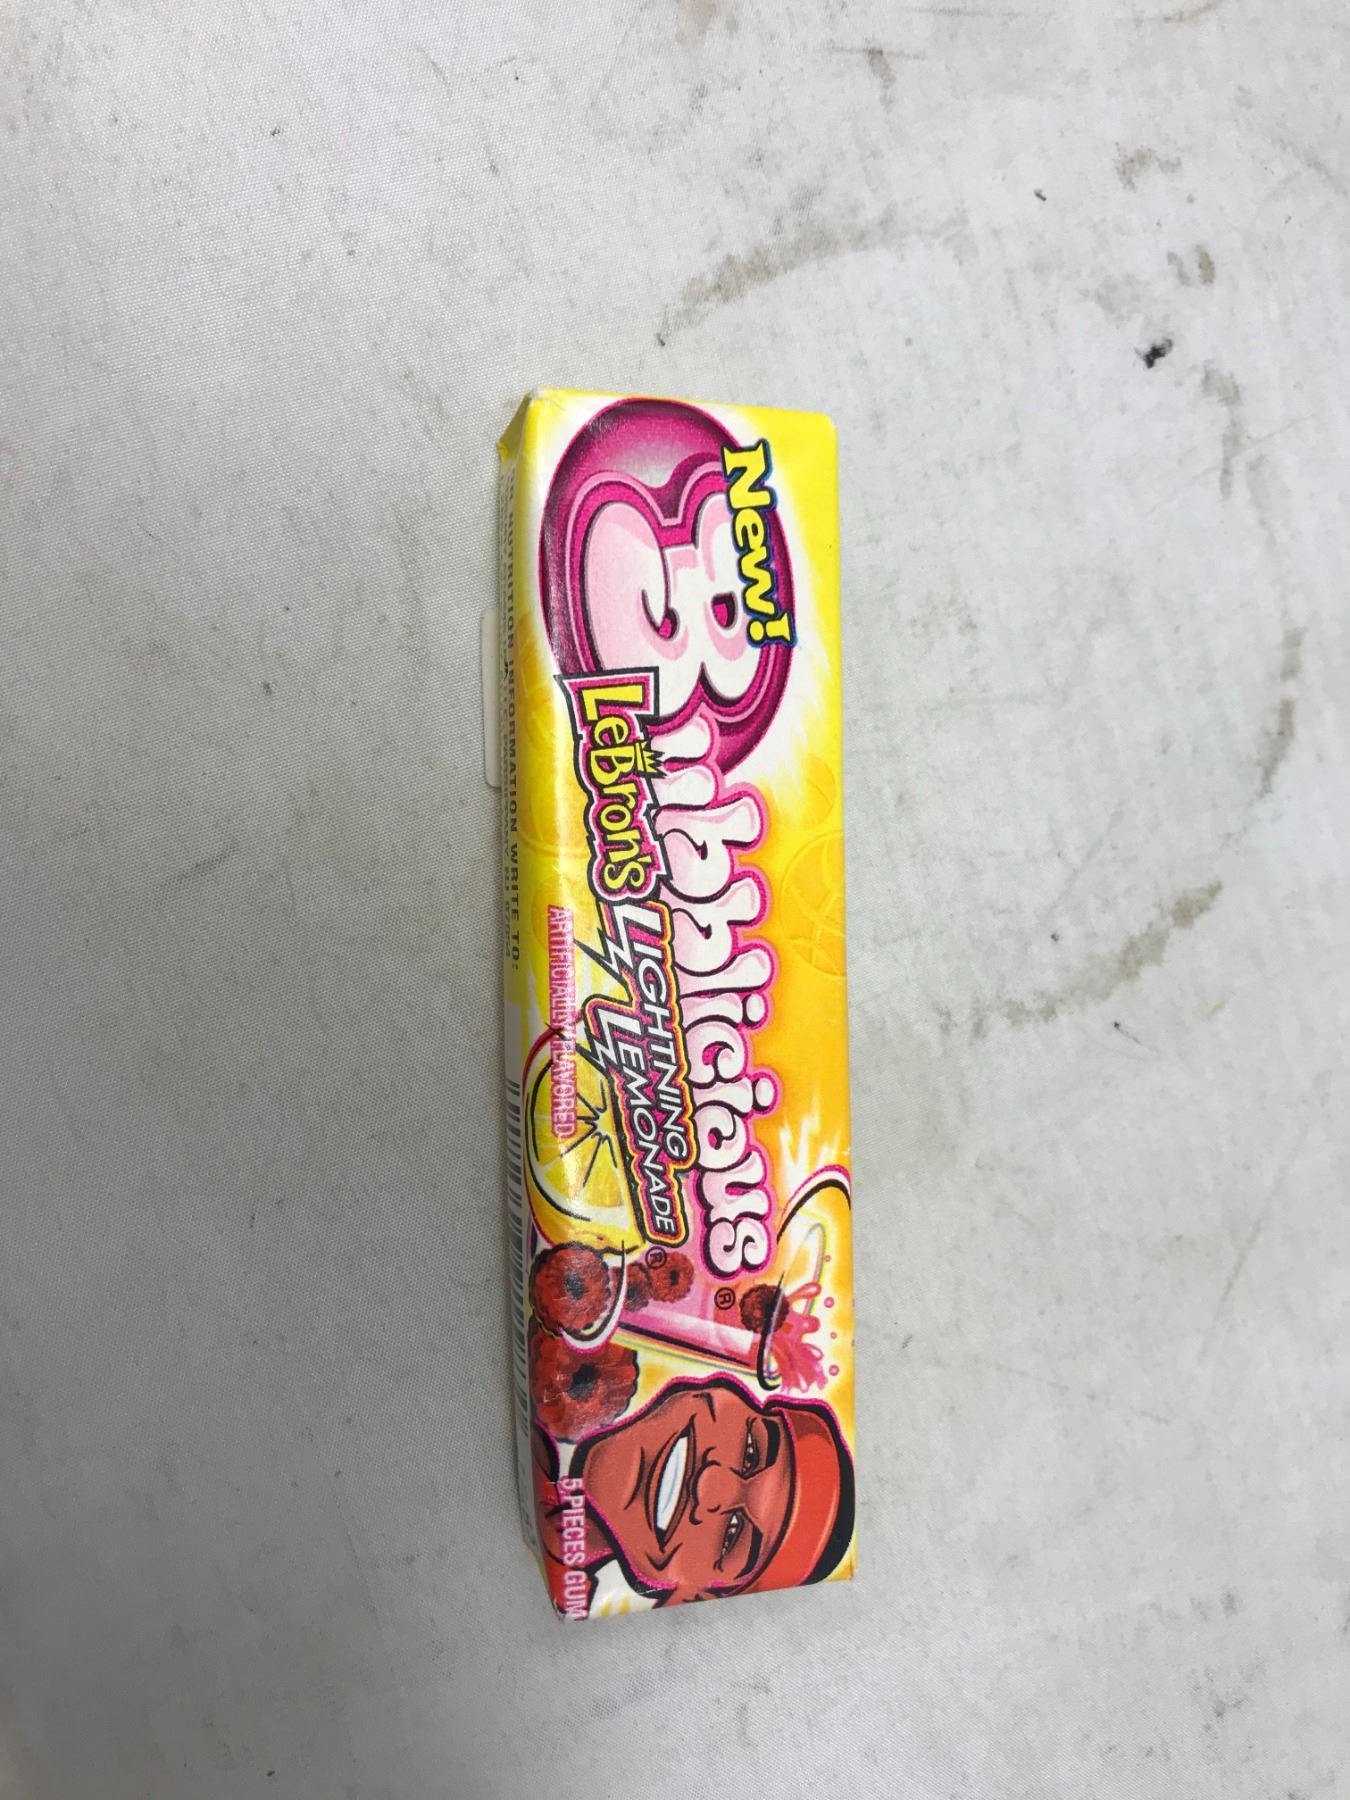 New!
Bubblicious®
LeBron's
LIGHTNING
LEMONADE®
ARTIFICIALLY FLAVORED
5 PIECES GUM
NUTRITION INFORMATION WRITE TO: